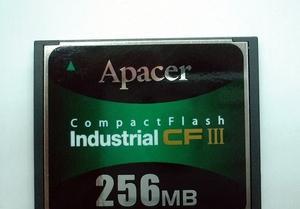 Apacer
CompactFlash
Industrial CF III
256MB